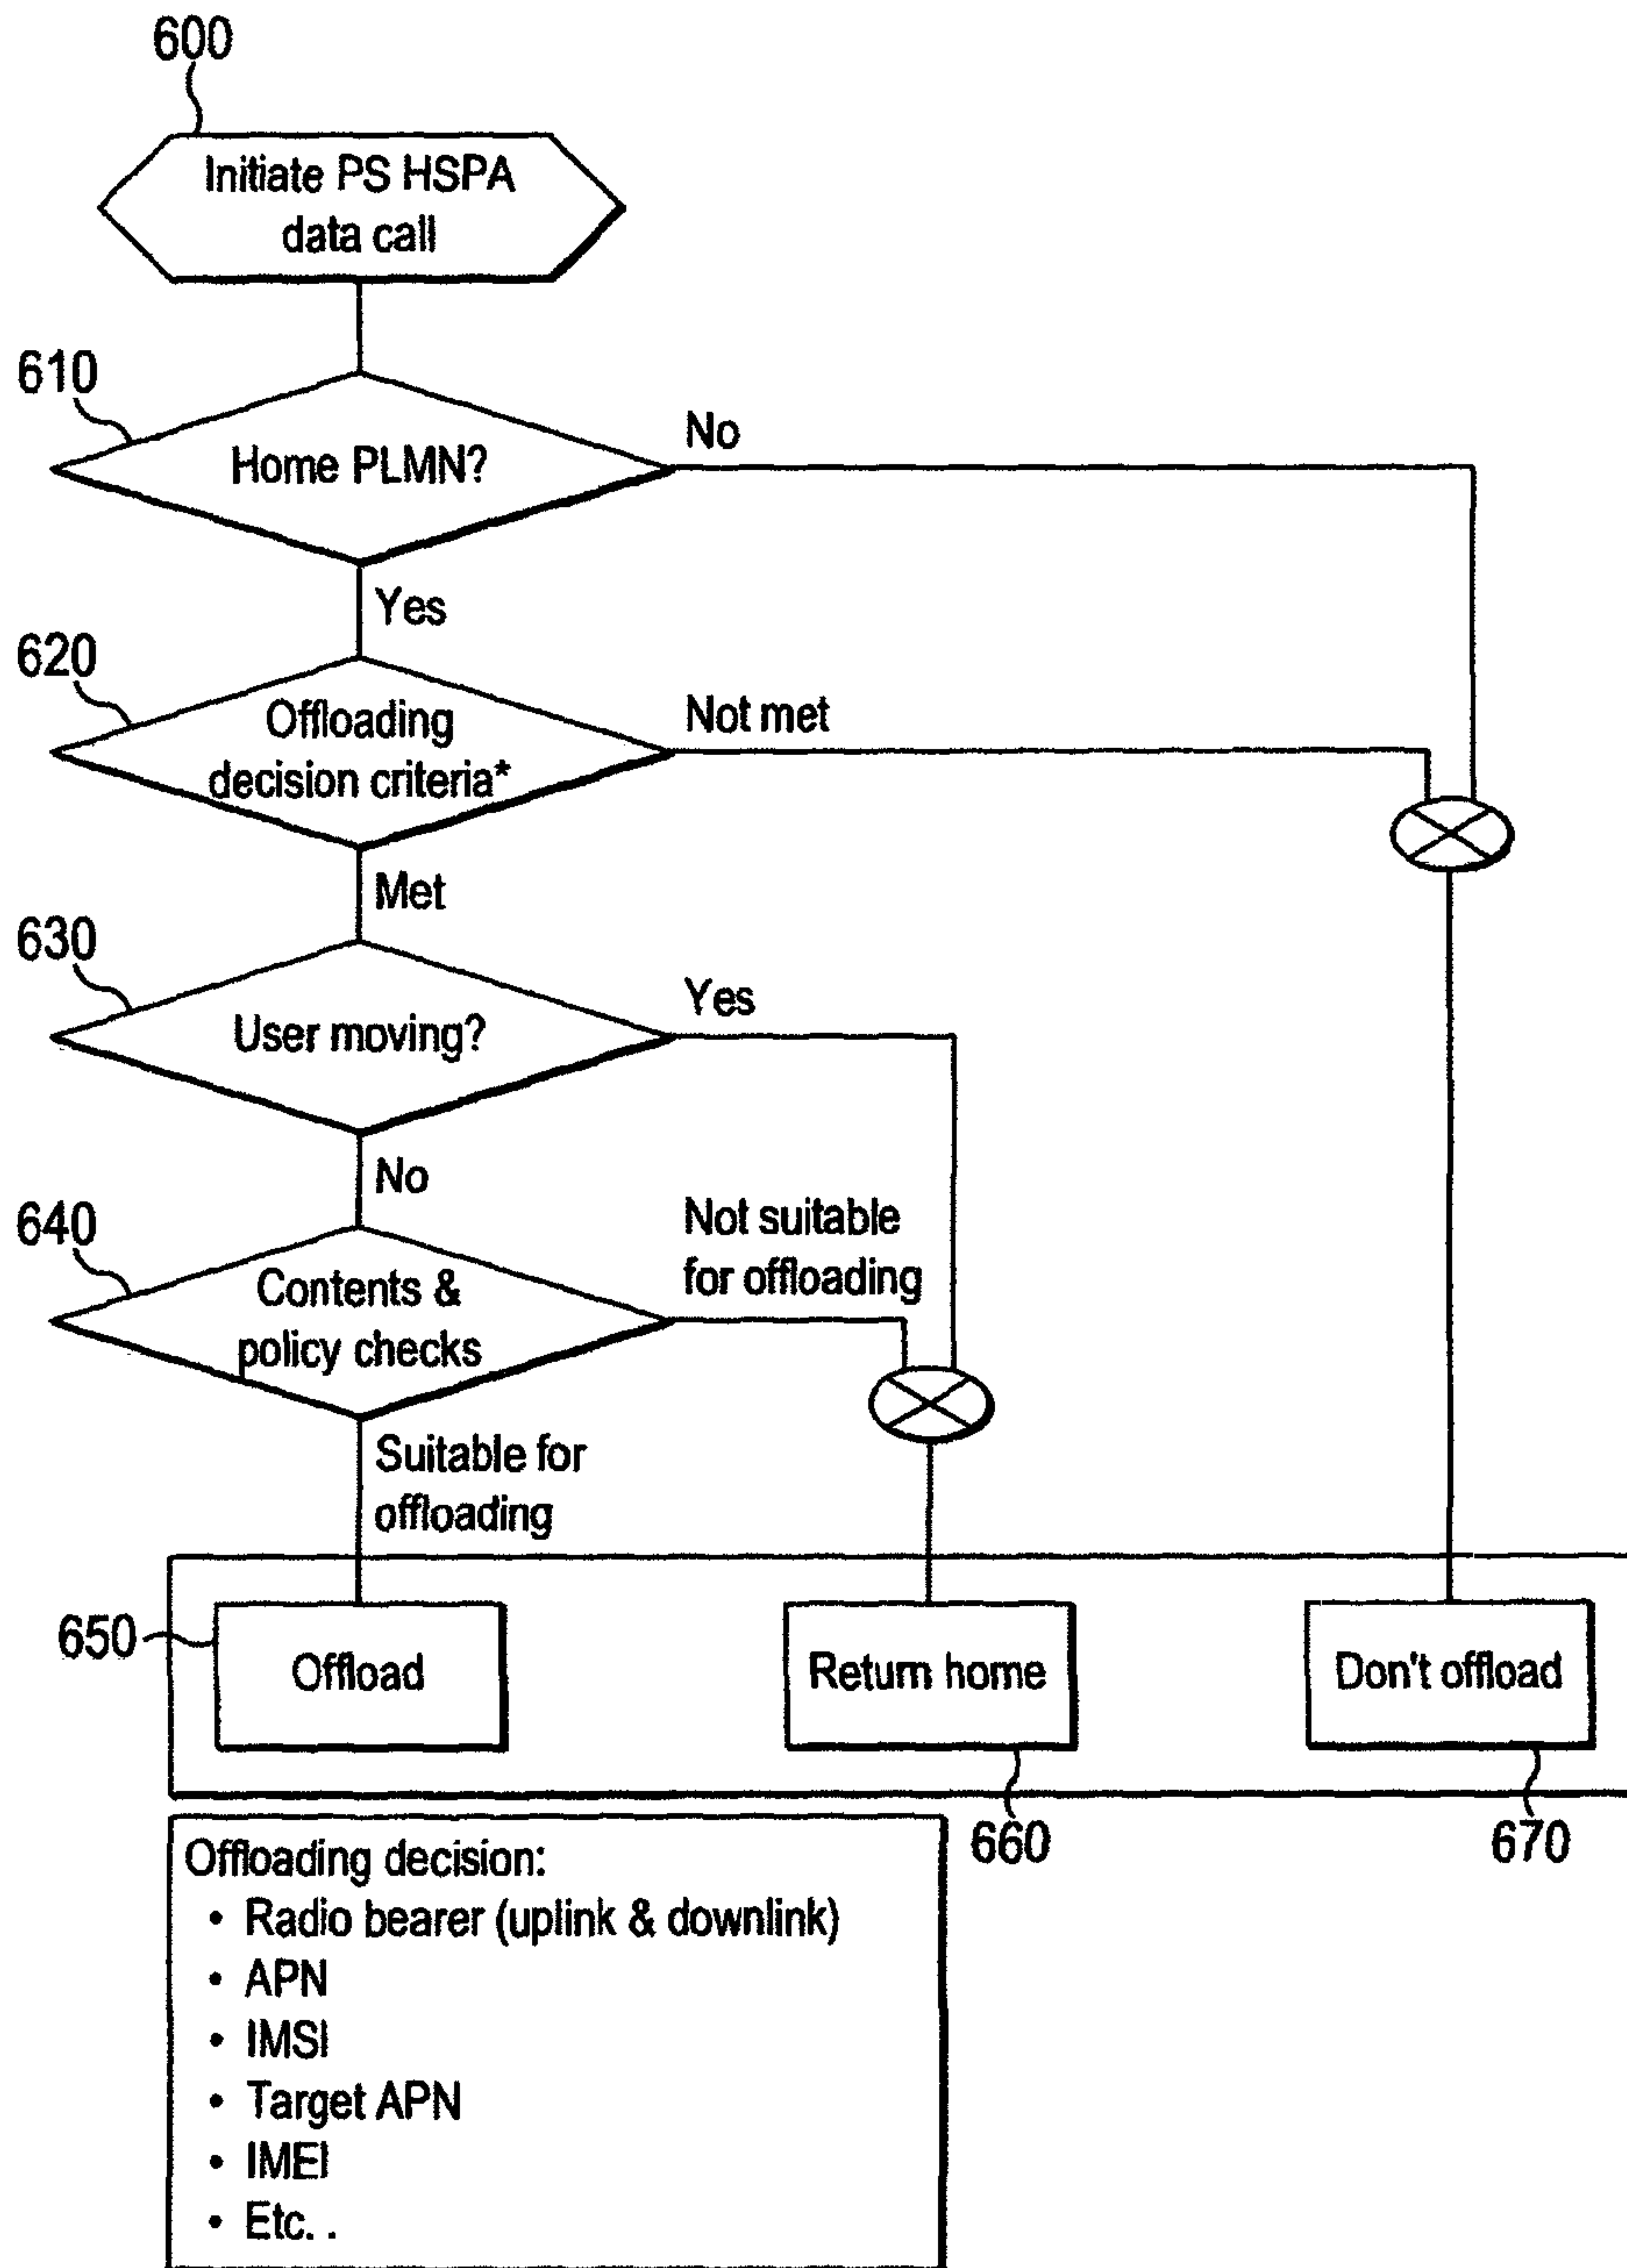 600
Initiate PS HSPA
data call
610
Home PLMN?
No
Yes
620
Offloading
decision criteria*
Not met
Met
630
User moving?
Yes
No
640
Contents &
policy checks
Not suitable
for offloading
Suitable for
offloading
650
Offload
Return home
Don't offload
660
670
Offloading decision:
• Radio bearer (uplink & downlink)
• APN
• IMSI
• Target APN
• IMEI
• Etc. .